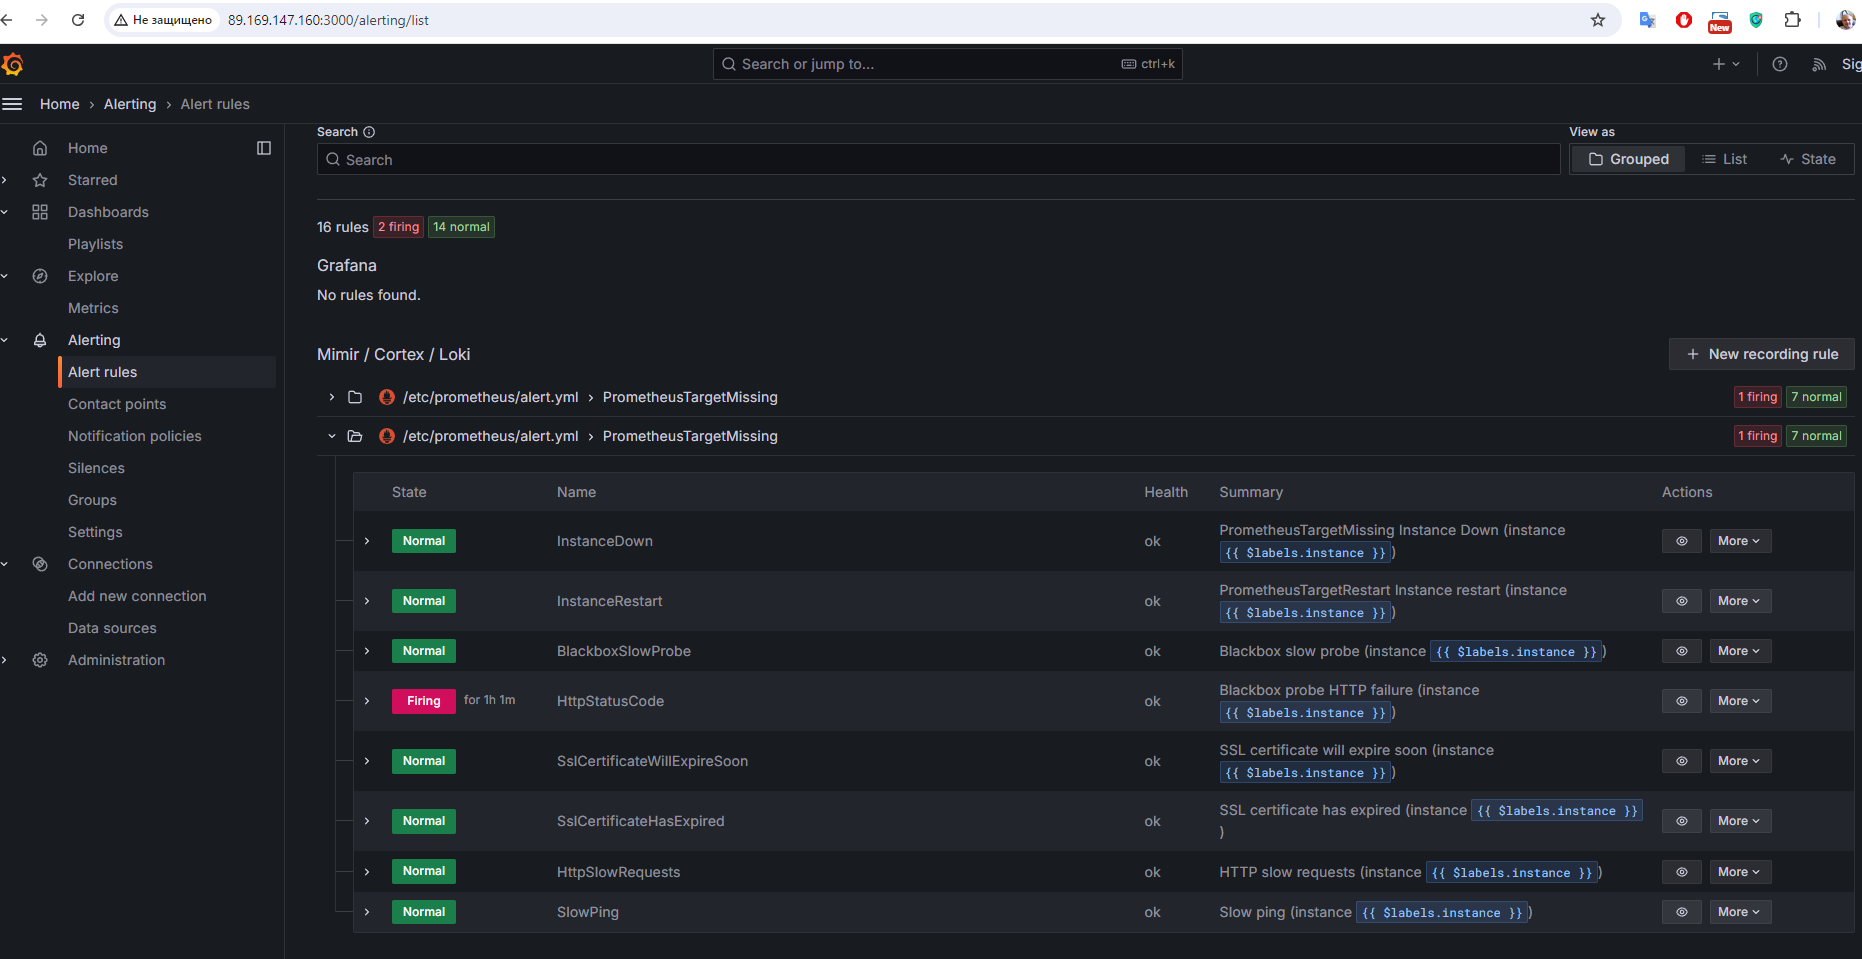 Не защищено
89.169.147.160:3000/alerting/list
New
Search or jump to...
ctrl+k
Sig
Home › Alerting › Alert rules
Home
Starred
Dashboards
Playlists
Explore
Metrics
Alerting
Alert rules
Contact points
Notification policies
Silences
Groups
Settings
Connections
Add new connection
Data sources
Administration
Search
View as
Search
Grouped
List
State
16 rules 2 firing 14 normal
Grafana
No rules found.
Mimir / Cortex / Loki
New recording rule
/etc/prometheus/alert.yml › PrometheusTargetMissing 1 firing 7 normal
/etc/prometheus/alert.yml › PrometheusTargetMissing 1 firing 7 normal
State Name Health Summary Actions
Normal InstanceDown ok PrometheusTargetMissing Instance Down (instance
{{ $labels.instance }})
More
Normal InstanceRestart ok PrometheusTargetRestart Instance restart (instance
{{ $labels.instance }})
More
Normal BlackboxSlowProbe ok Blackbox slow probe (instance {{ $labels.instance }}) More
Firing for 1h 1m HttpStatusCode ok Blackbox probe HTTP failure (instance
{{ $labels.instance }})
More
Normal SslCertificateWillExpireSoon ok SSL certificate will expire soon (instance
{{ $labels.instance }})
More
Normal SslCertificateHasExpired ok SSL certificate has expired (instance {{ $labels.instance }}
)
More
Normal HttpSlowRequests ok HTTP slow requests (instance {{ $labels.instance }}) More
Normal SlowPing ok Slow ping (instance {{ $labels.instance }}) More